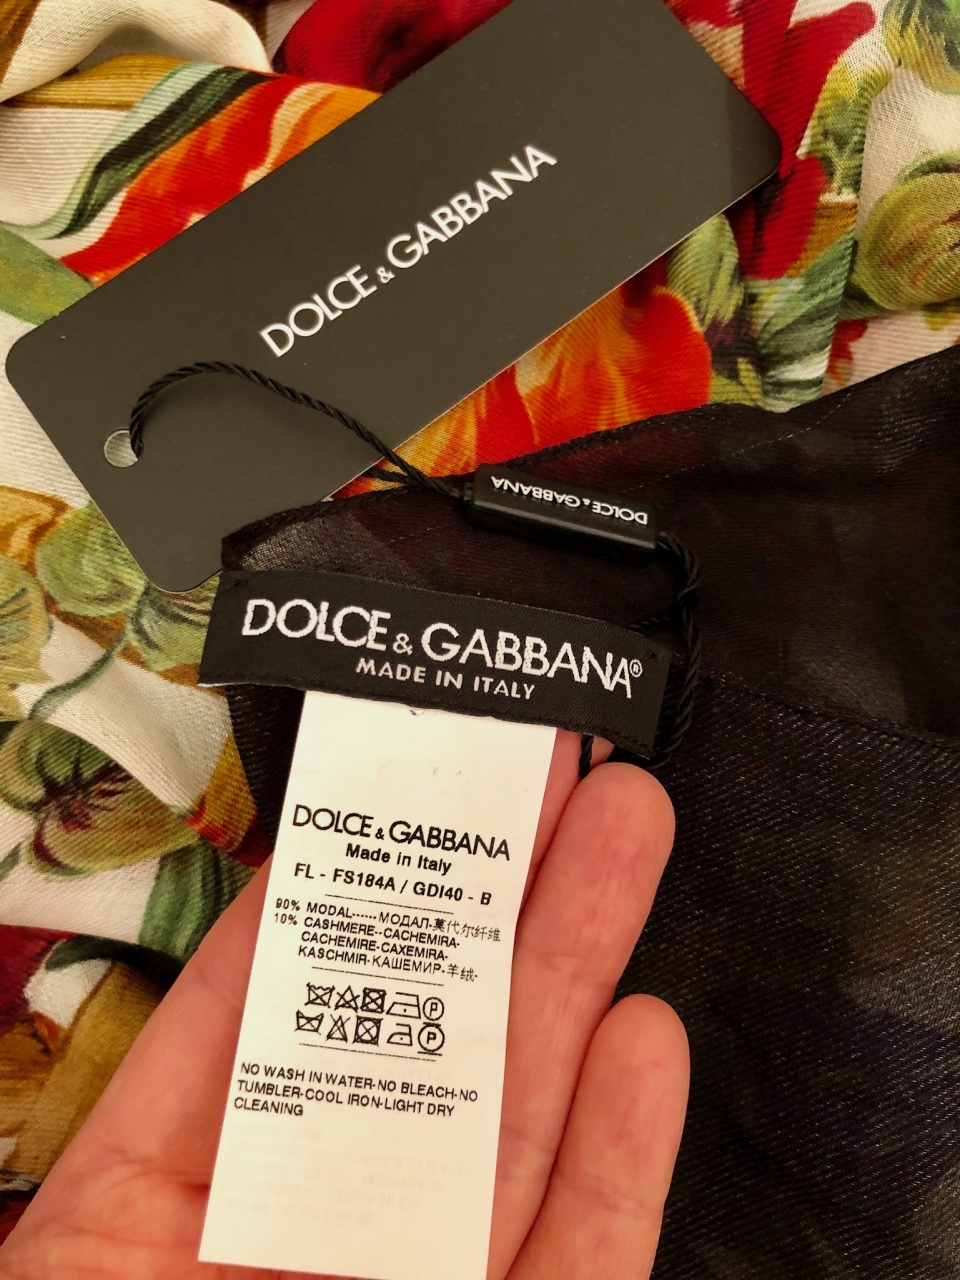 DOLCE & GABBANA
DOLCE & GABBANA
DOLCE & GABBANA®
MADE IN ITALY
DOLCE & GABBANA
Made in Italy
FL - FS184A / GDI40 - B
90% MODAL------МОДАЛ-莫代尔纤维
10% CASHMERE--CACHEMIRA-
CACHEMIRE-CAXEMIRA-
KASCHMIR-КАШЕМИР-羊绒-
P
P
NO WASH IN WATER-NO BLEACH-NO
TUMBLER-COOL IRON-LIGHT DRY
CLEANING